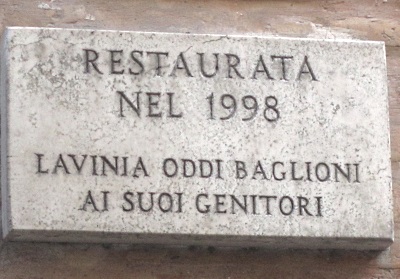 RESTAURATA
NEL 1998
LAVINIA ODDI BAGLIONI
AI SUOI GENITORI